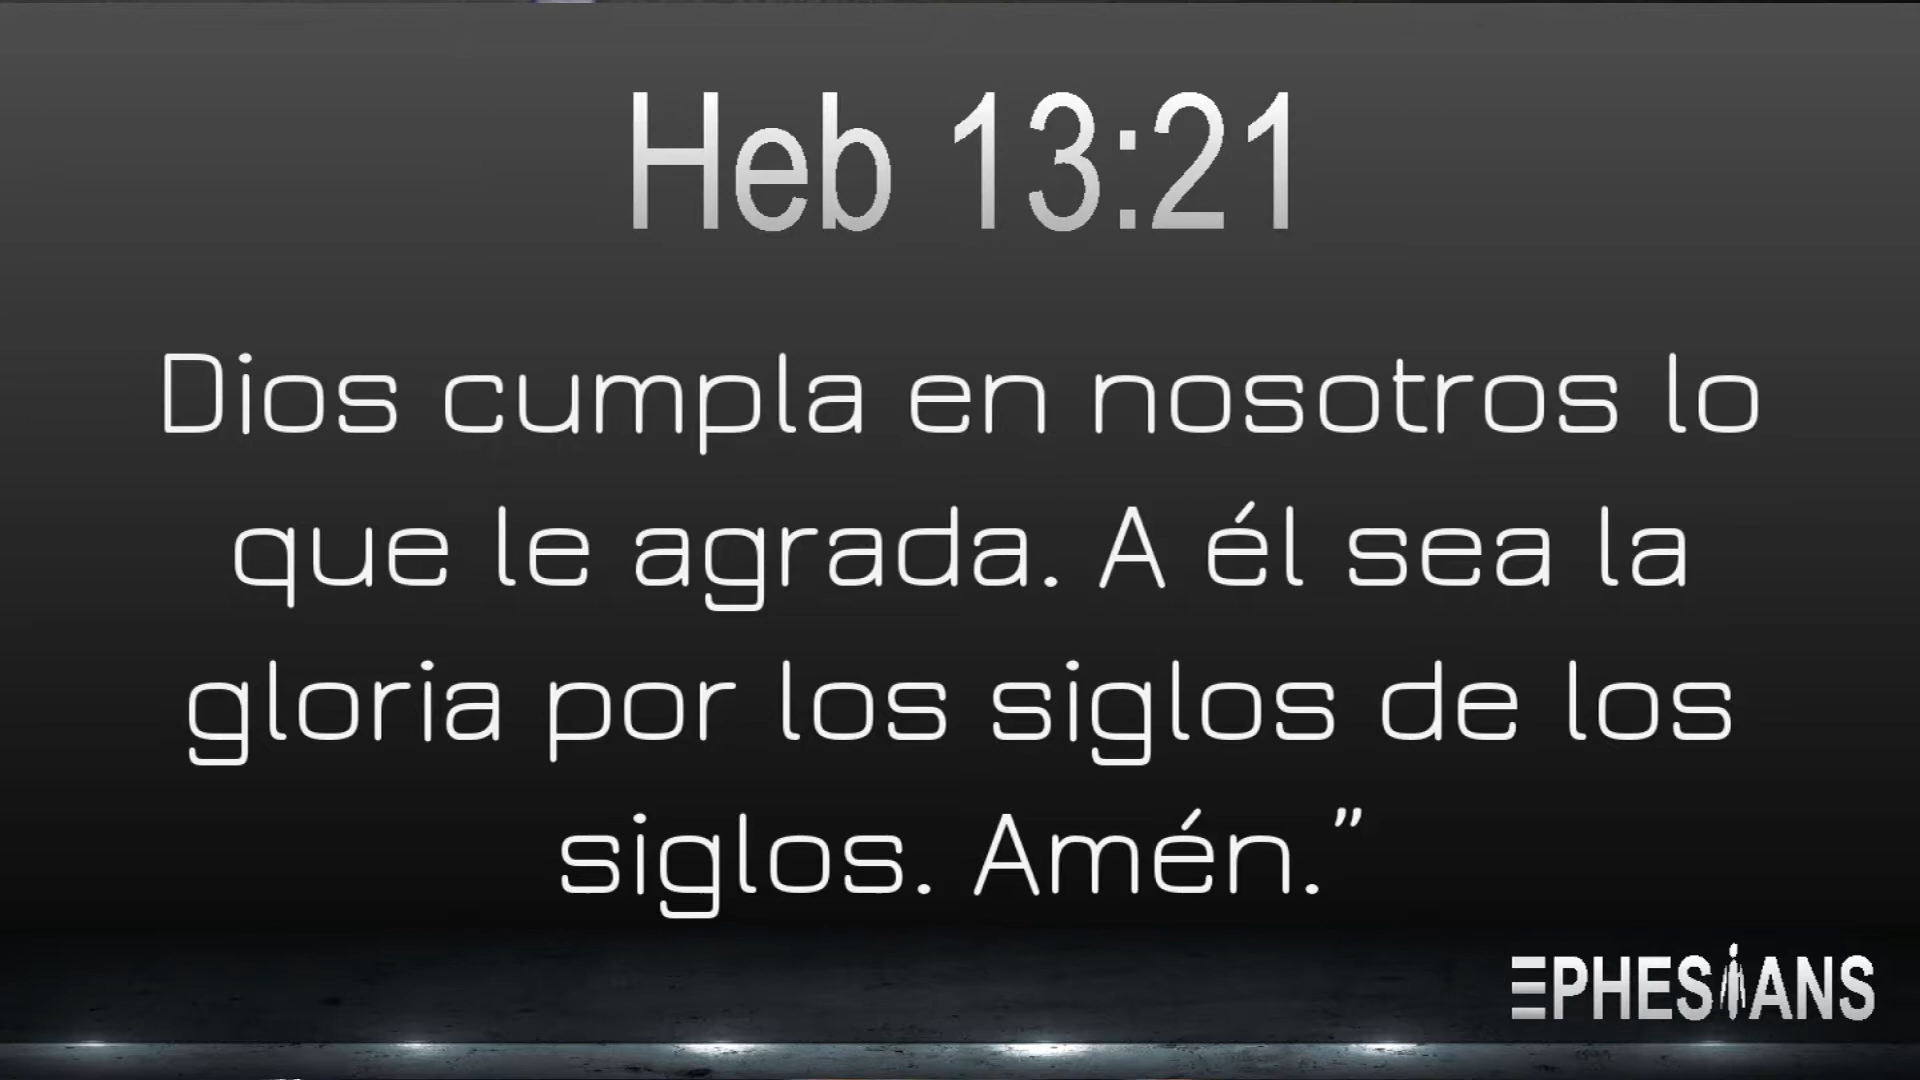 Heb 13:21
Dios cumpla en nosotros lo
que le agrada. A él sea la
gloria por los siglos de los
siglos. Amén.”
EPHESIANS